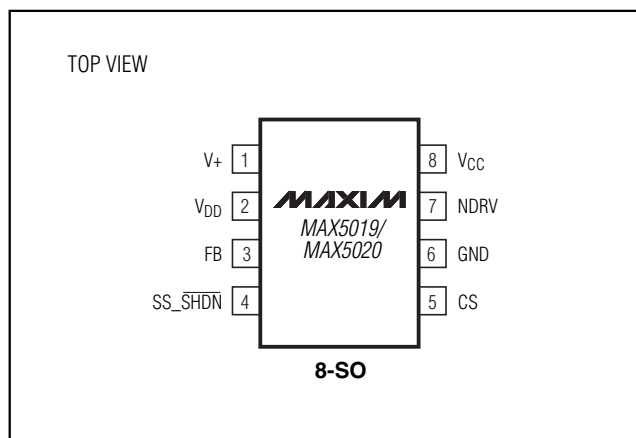 TOP VIEW
V+ 1
8 VCC
VDD 2
MAXIM
7 NDRV
MAX5019/
FB 3
MAX5020
6 GND
SS_SHDN 4
5 CS
8-SO